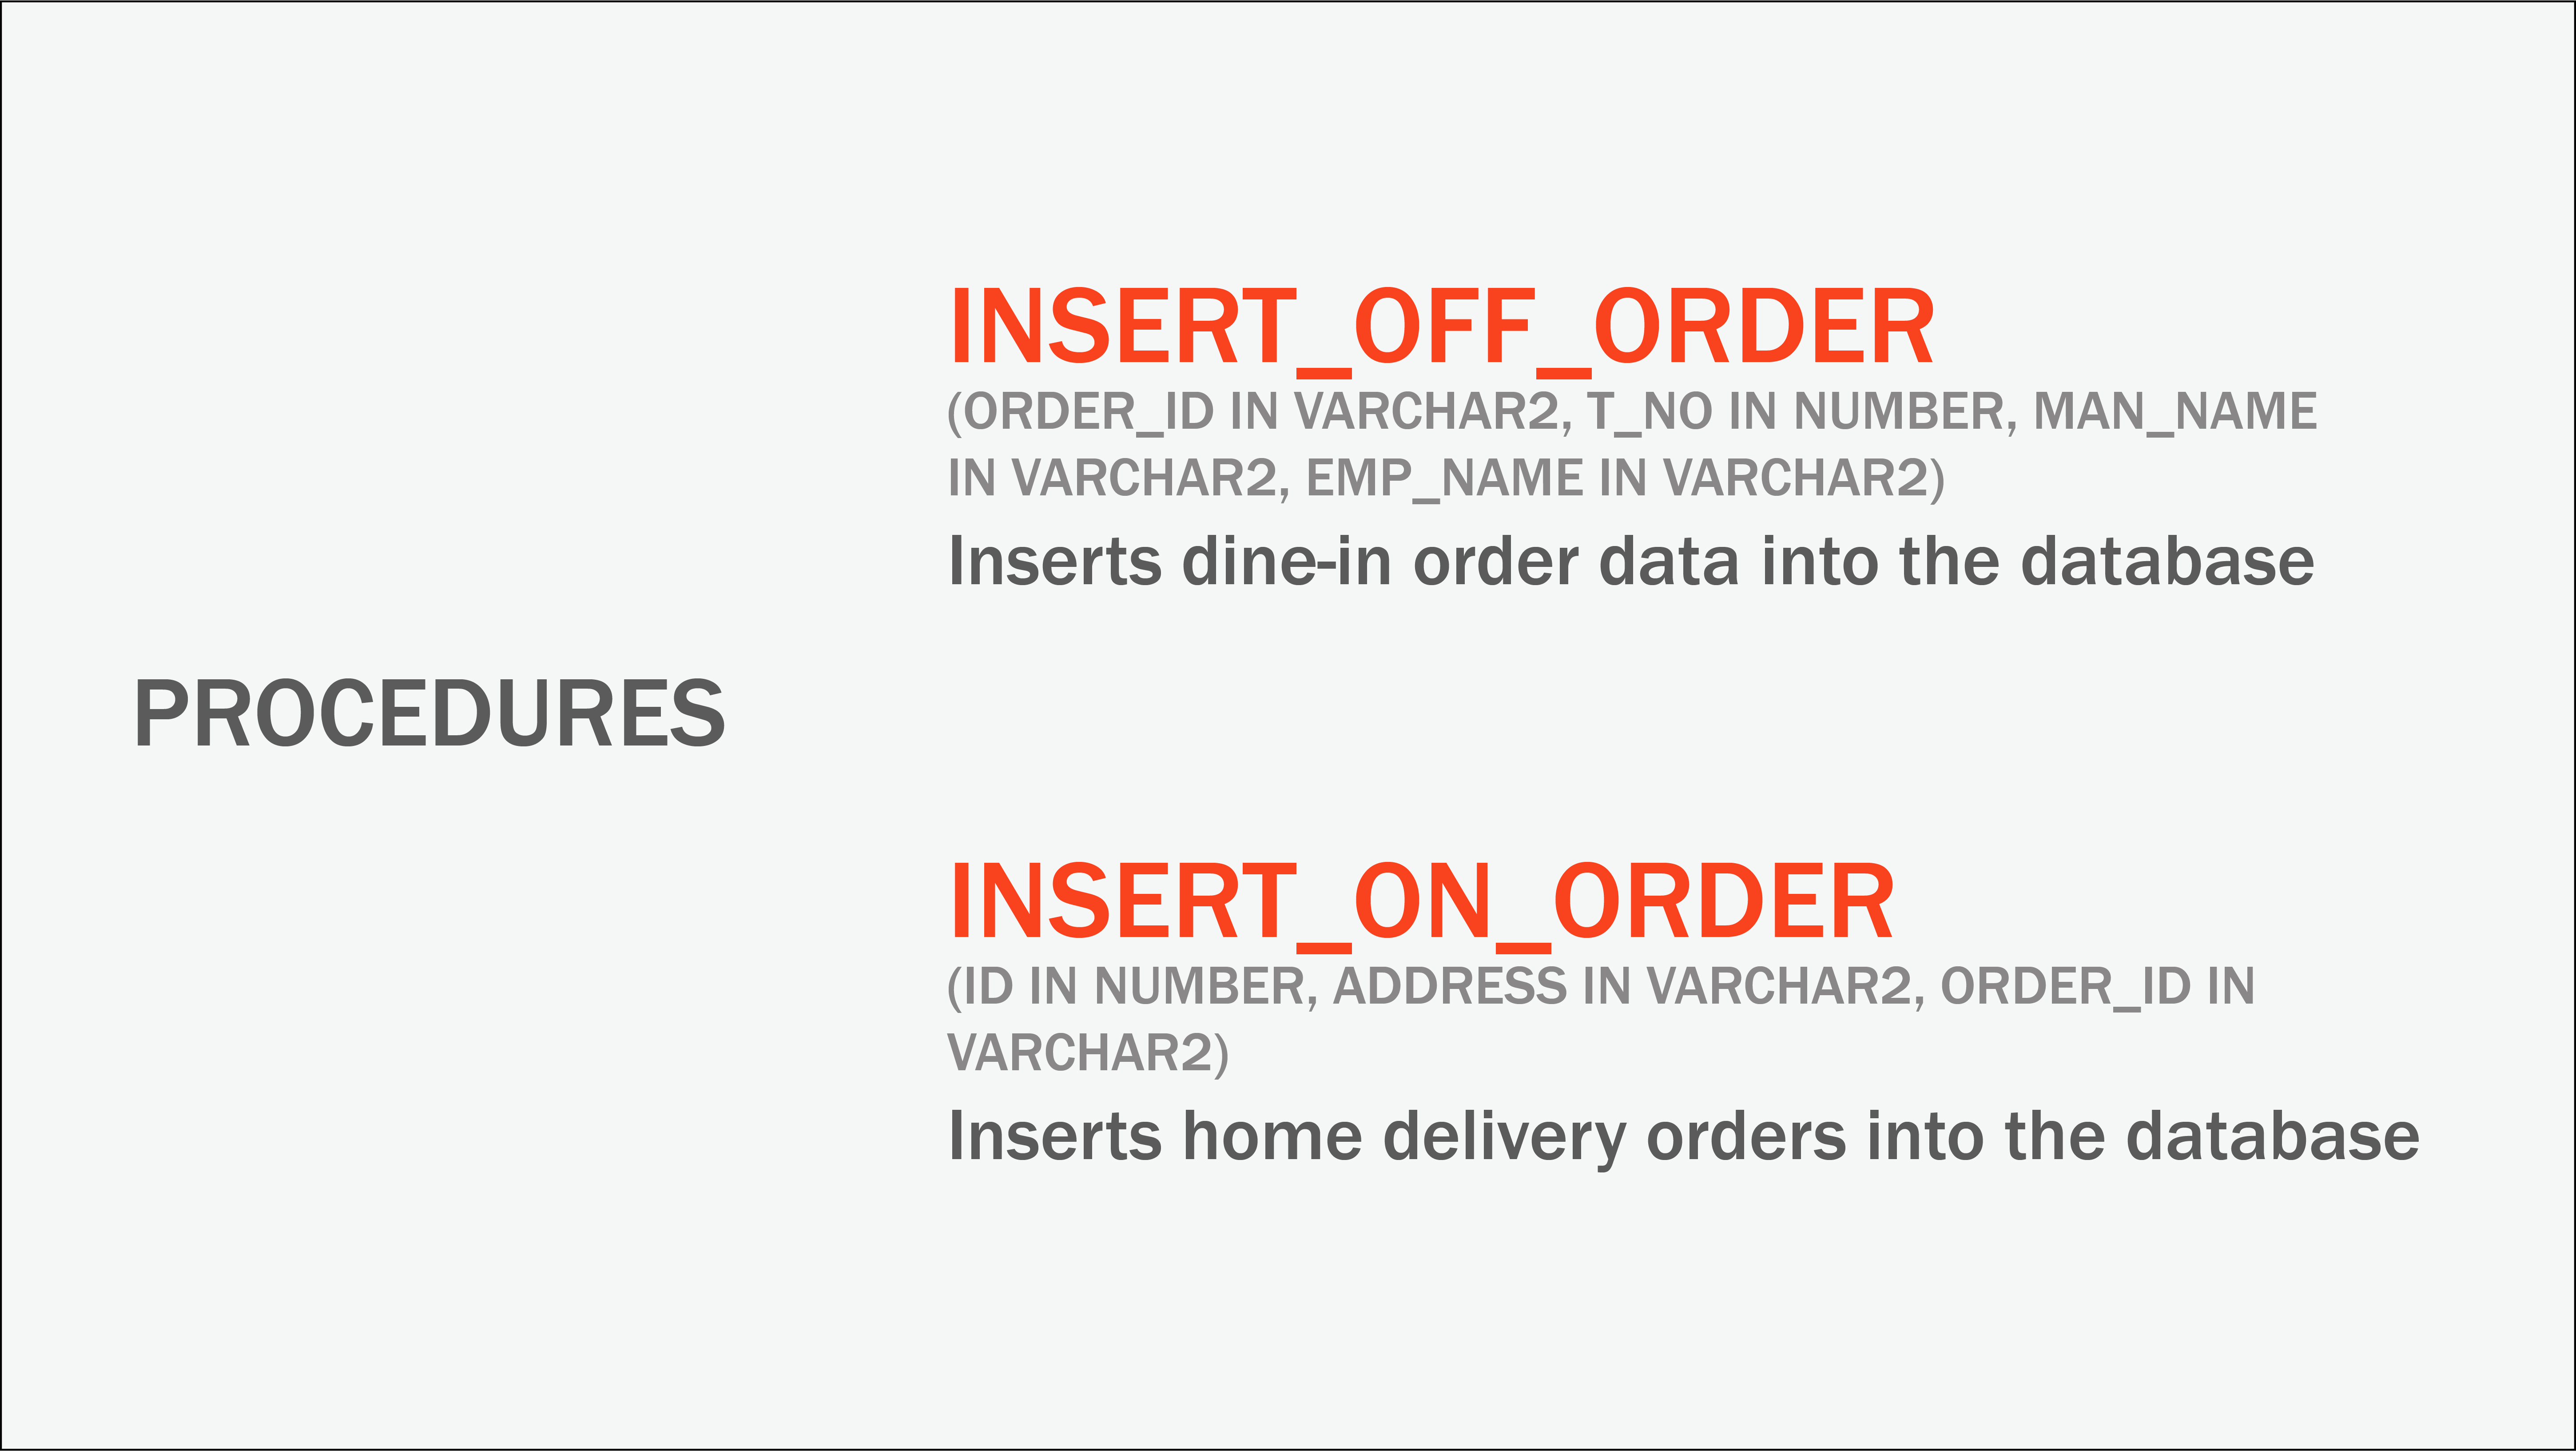 PROCEDURES
INSERT_OFF_ORDER
(ORDER_ID IN VARCHAR2, T_NO IN NUMBER, MAN_NAME
IN VARCHAR2, EMP_NAME IN VARCHAR2)
Inserts dine-in order data into the database
INSERT_ON_ORDER
(ID IN NUMBER, ADDRESS IN VARCHAR2, ORDER_ID IN
VARCHAR2)
Inserts home delivery orders into the database